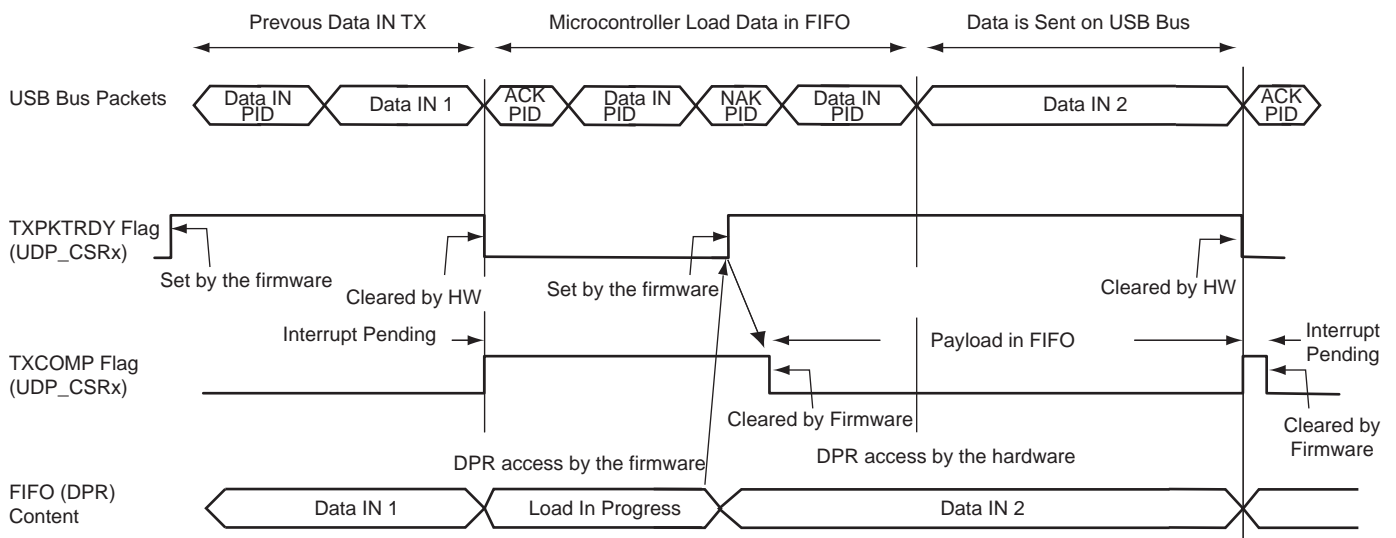 Prevous Data IN TX
Microcontroller Load Data in FIFO
Data is Sent on USB Bus
USB Bus Packets
Data IN
PID
Data IN 1
ACK
PID
Data IN
PID
NAK
PID
Data IN
PID
Data IN 2
ACK
PID
TXPKTRDY Flag
(UDP_CSRx)
Set by the firmware
Cleared by HW
Set by the firmware
Cleared by HW
Interrupt Pending
Payload in FIFO
Interrupt
Pending
TXCOMP Flag
(UDP_CSRx)
Cleared by Firmware
Cleared by
Firmware
DPR access by the firmware
DPR access by the hardware
FIFO (DPR)
Content
Data IN 1
Load In Progress
Data IN 2